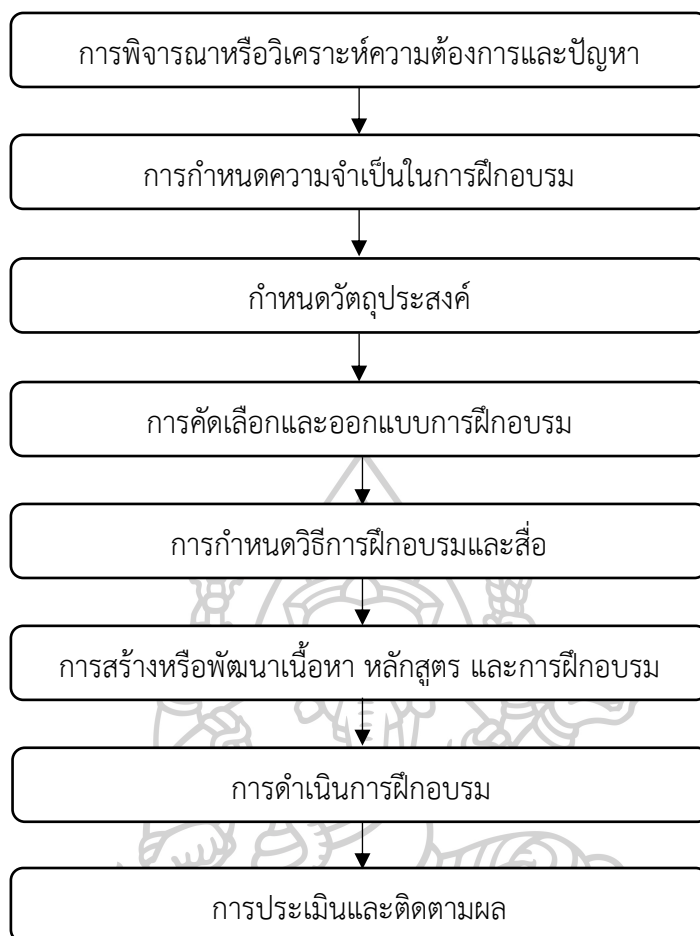 การพิจารณาหรือวิเคราะห์ความต้องการและปัญหา
การกำหนดความจำเป็นในการฝึกอบรม
กำหนดวัตถุประสงค์
การคัดเลือกและออกแบบการฝึกอบรม
การกำหนดวิธีการฝึกอบรมและสื่อ
การสร้างหรือพัฒนาเนื้อหา หลักสูตร และการฝึกอบรม
การดำเนินการฝึกอบรม
การประเมินและติดตามผล